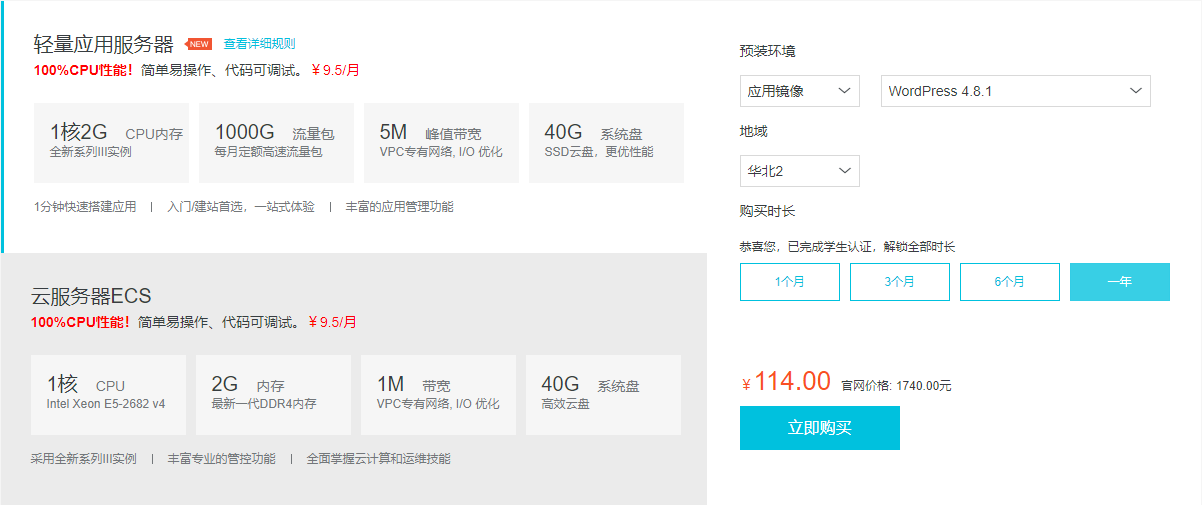 轻量应用服务器 NEW 查看详细规则
100%CPU性能！简单易操作、代码可调试。￥9.5/月
1核2G CPU内存
全新系列III实例
1000G 流量包
每月定额高速流量包
5M 峰值带宽
VPC专有网络, I/O 优化
40G 系统盘
SSD云盘，更优性能
1分钟快速搭建应用 | 入门/建站首选，一站式体验 | 丰富的应用管理功能
云服务器ECS
100%CPU性能！简单易操作、代码可调试。￥9.5/月
1核 CPU
Intel Xeon E5-2682 v4
2G 内存
最新一代DDR4内存
1M 带宽
VPC专有网络, I/O 优化
40G 系统盘
高效云盘
采用全新系列III实例 | 丰富专业的管控功能 | 全面掌握云计算和运维技能
预装环境
应用镜像 WordPress 4.8.1
地域
华北2
购买时长
恭喜您，已完成学生认证，解锁全部时长
1个月 3个月 6个月 一年
￥114.00 官网价格: 1740.00元
立即购买